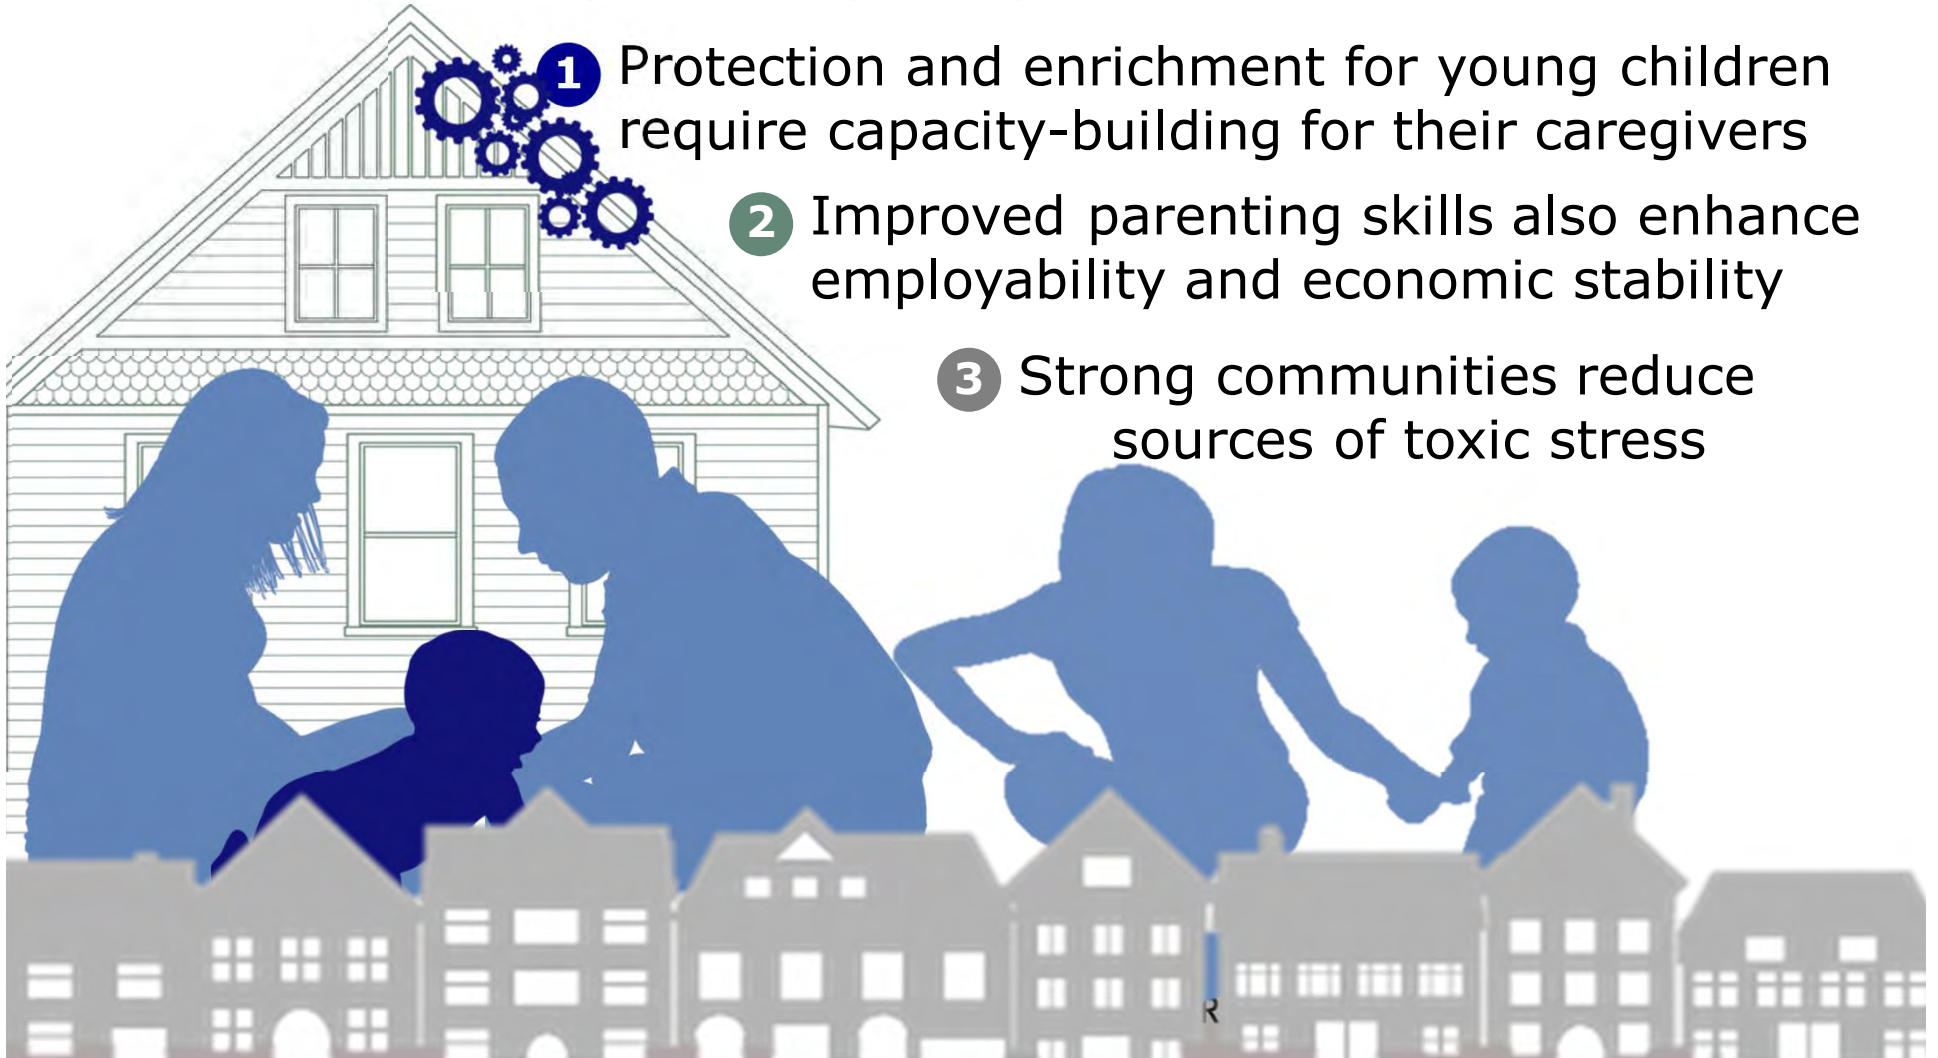 1 Protection and enrichment for young children
require capacity-building for their caregivers
2 Improved parenting skills also enhance
employability and economic stability
3 Strong communities reduce
sources of toxic stress
R